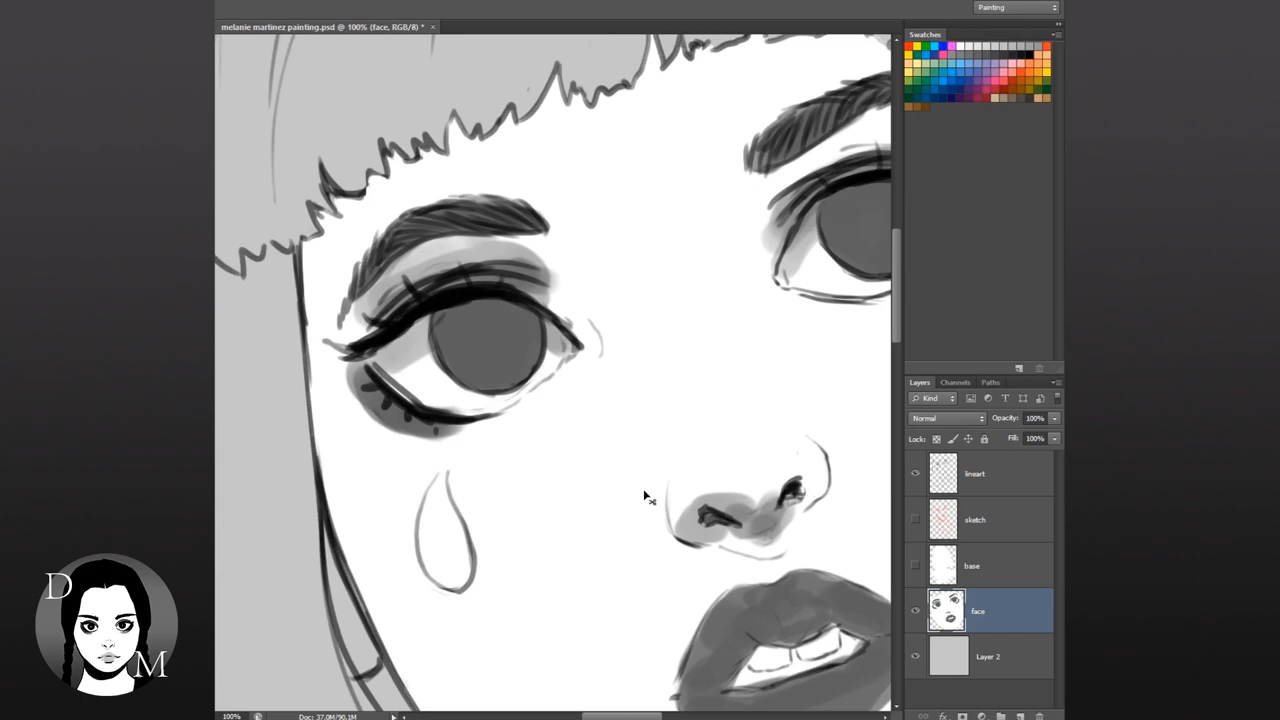 Painting
melanie martinez painting.psd @ 100% (face, RGB/8) *
Swatches
Layers Channels Paths
Kind
Normal Opacity: 100%
Lock: Fill: 100%
lineart
sketch
base
face
Layer 2
fx
100% Doc: 37.0M/90.1M
D
M